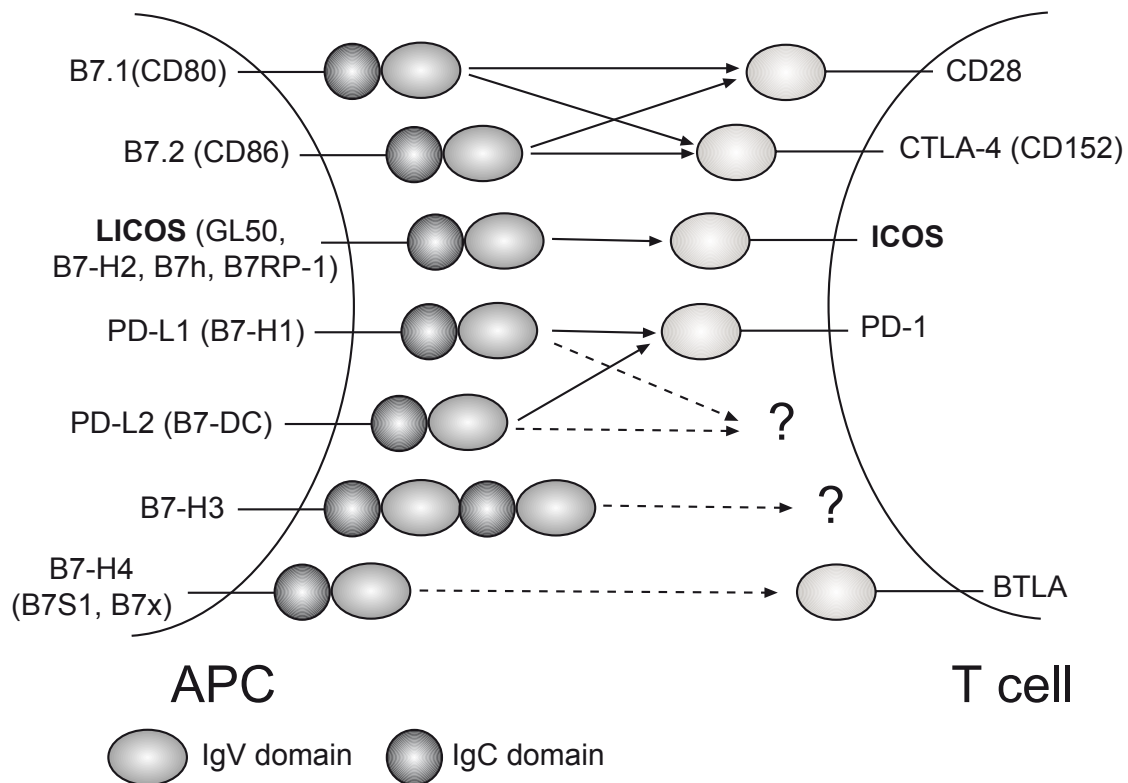 B7.1(CD80)
CD28
B7.2 (CD86)
CTLA-4 (CD152)
LICOS (GL50,
B7-H2, B7h, B7RP-1)
ICOS
PD-L1 (B7-H1)
PD-1
PD-L2 (B7-DC)
?
B7-H3
?
B7-H4
(B7S1, B7x)
BTLA
APC
T cell
IgV domain
IgC domain